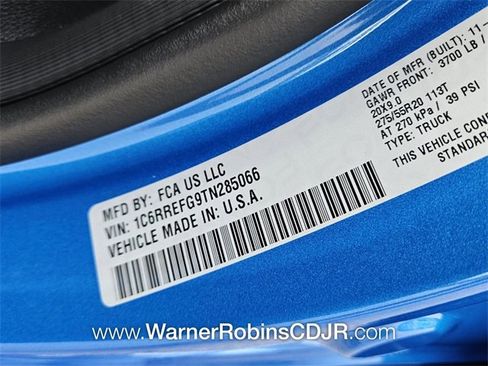 MFD BY: FCA US LLC
VIN: 1C6RREFG9TN285066
VEHICLE MADE IN U.S.A.
DATE OF MFR (BUILT): 11-
GAWR FRONT: 3700 LB /
20X9.0
275/55R20 113T
AT 270 kPa / 39 PSI
TYPE: TRUCK
THIS VEHICLE CON
STANDAR
www.WarnerRobinsCDJR.com